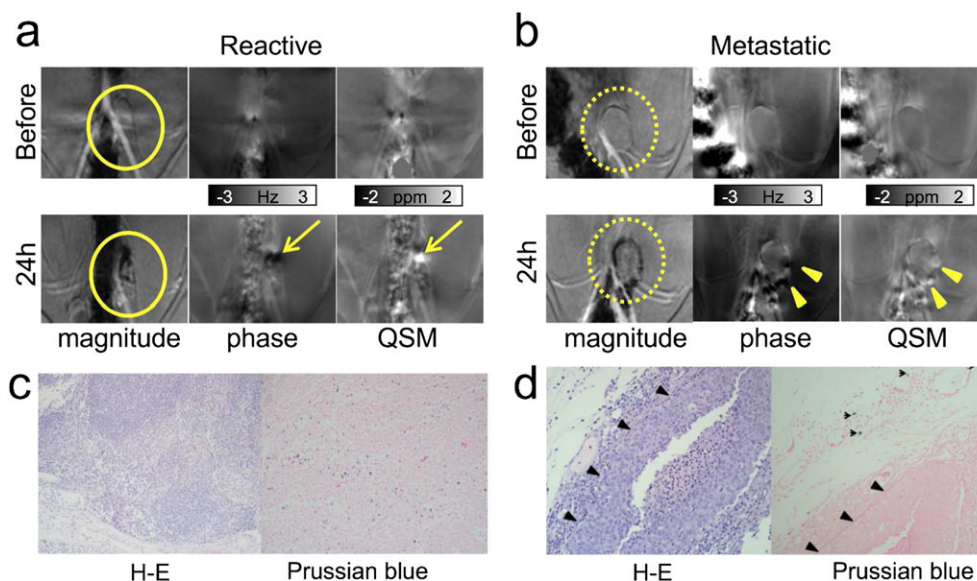 a
Reactive
Before
-3 Hz 3
-2 ppm 2
24h
magnitude
phase
QSM
b
Metastatic
Before
-3 Hz 3
-2 ppm 2
24h
magnitude
phase
QSM
c
H-E
Prussian blue
d
H-E
Prussian blue